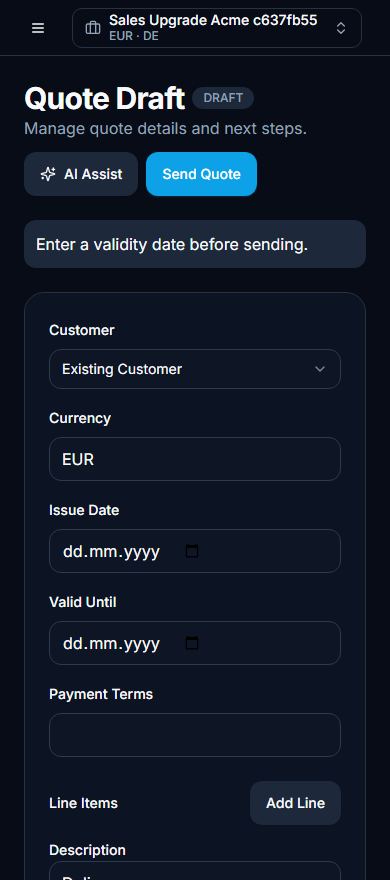 Sales Upgrade Acme c637fb55
EUR · DE
Quote Draft DRAFT
Manage quote details and next steps.
AI Assist Send Quote
Enter a validity date before sending.
Customer
Existing Customer
Currency
EUR
Issue Date
dd.mm.yyyy
Valid Until
dd.mm.yyyy
Payment Terms
Line Items Add Line
Description